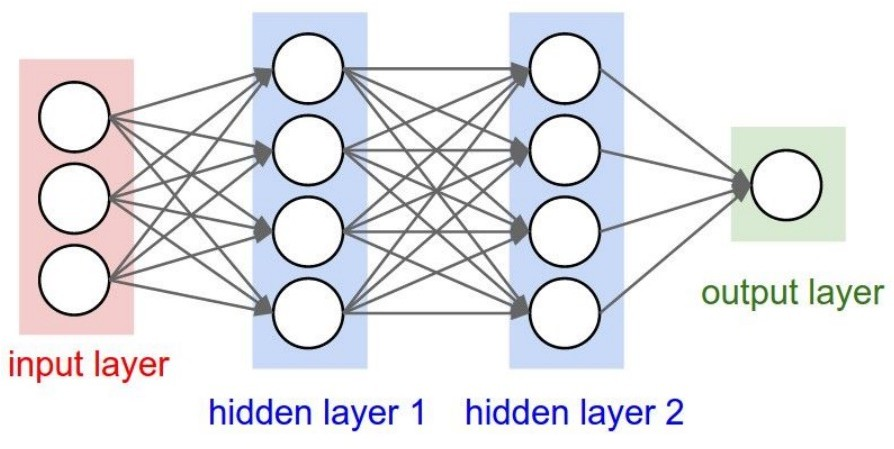 input layer
hidden layer 1
hidden layer 2
output layer